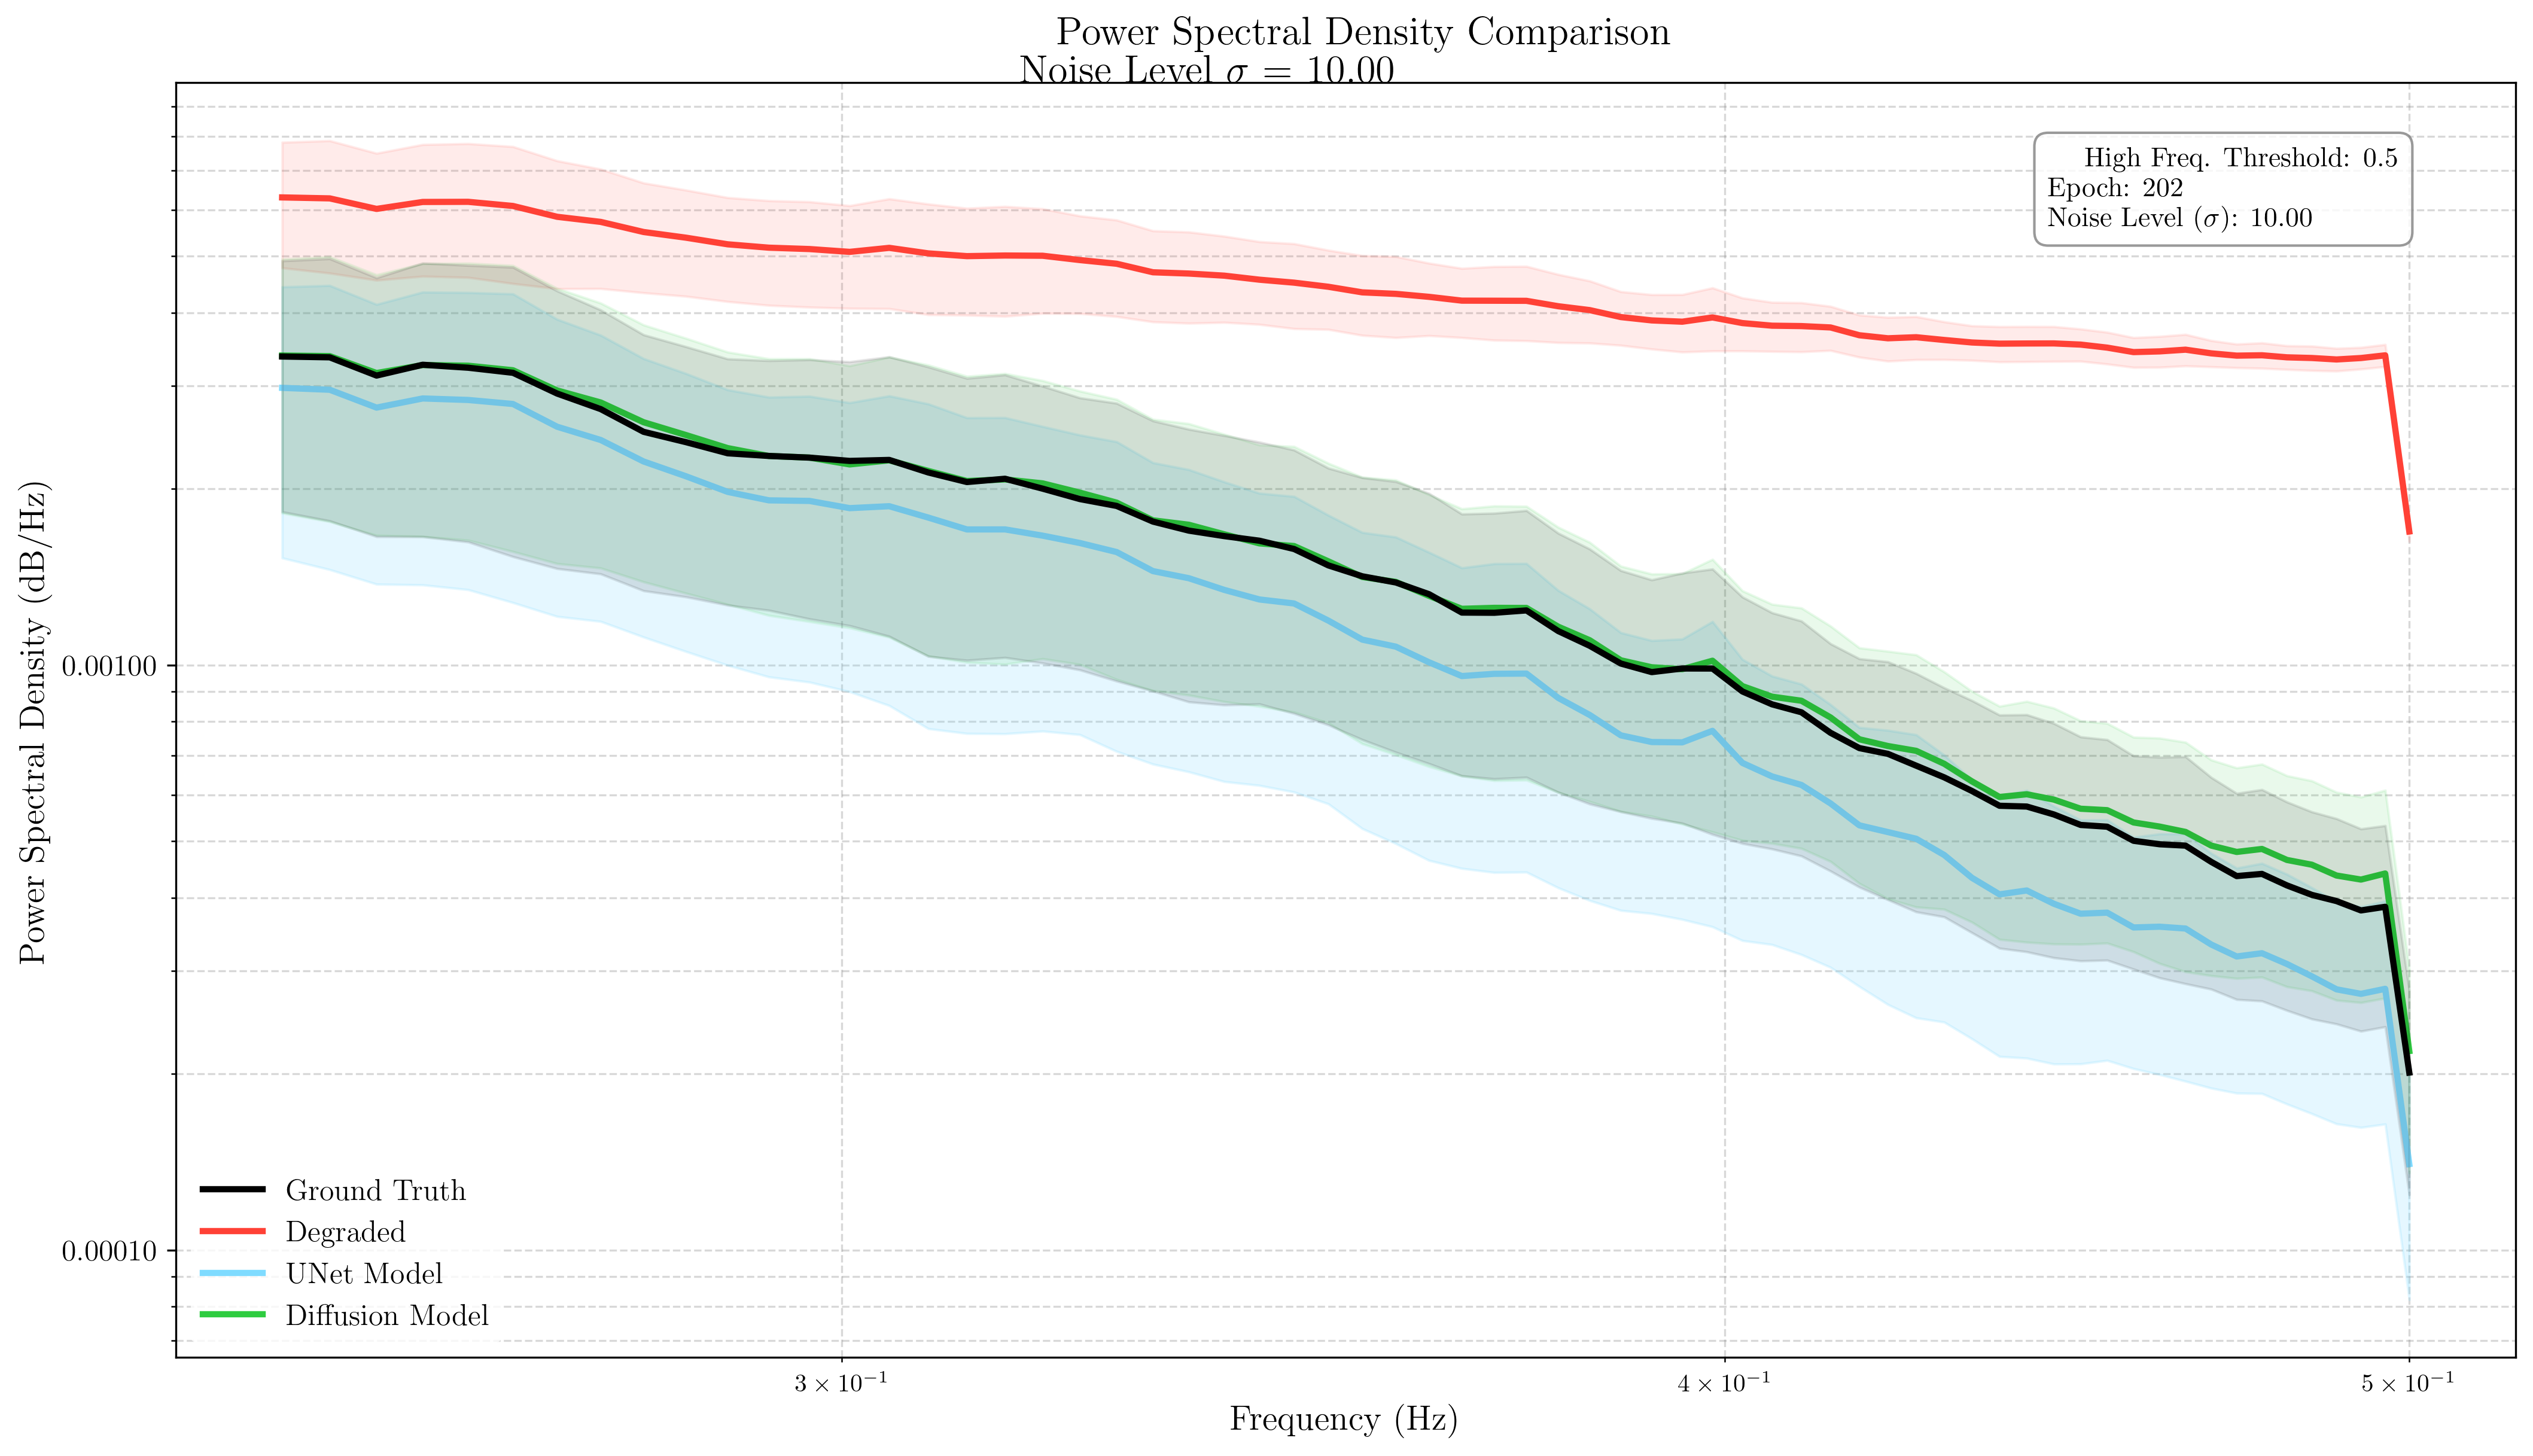 Power Spectral Density Comparison
Noise Level σ = 10.00
High Freq. Threshold: 0.5
Epoch: 202
Noise Level (σ): 10.00
Power Spectral Density (dB/Hz)
0.00100
0.00010
Ground Truth
Degraded
UNet Model
Diffusion Model
3 × 10⁻¹
4 × 10⁻¹
5 × 10⁻¹
Frequency (Hz)